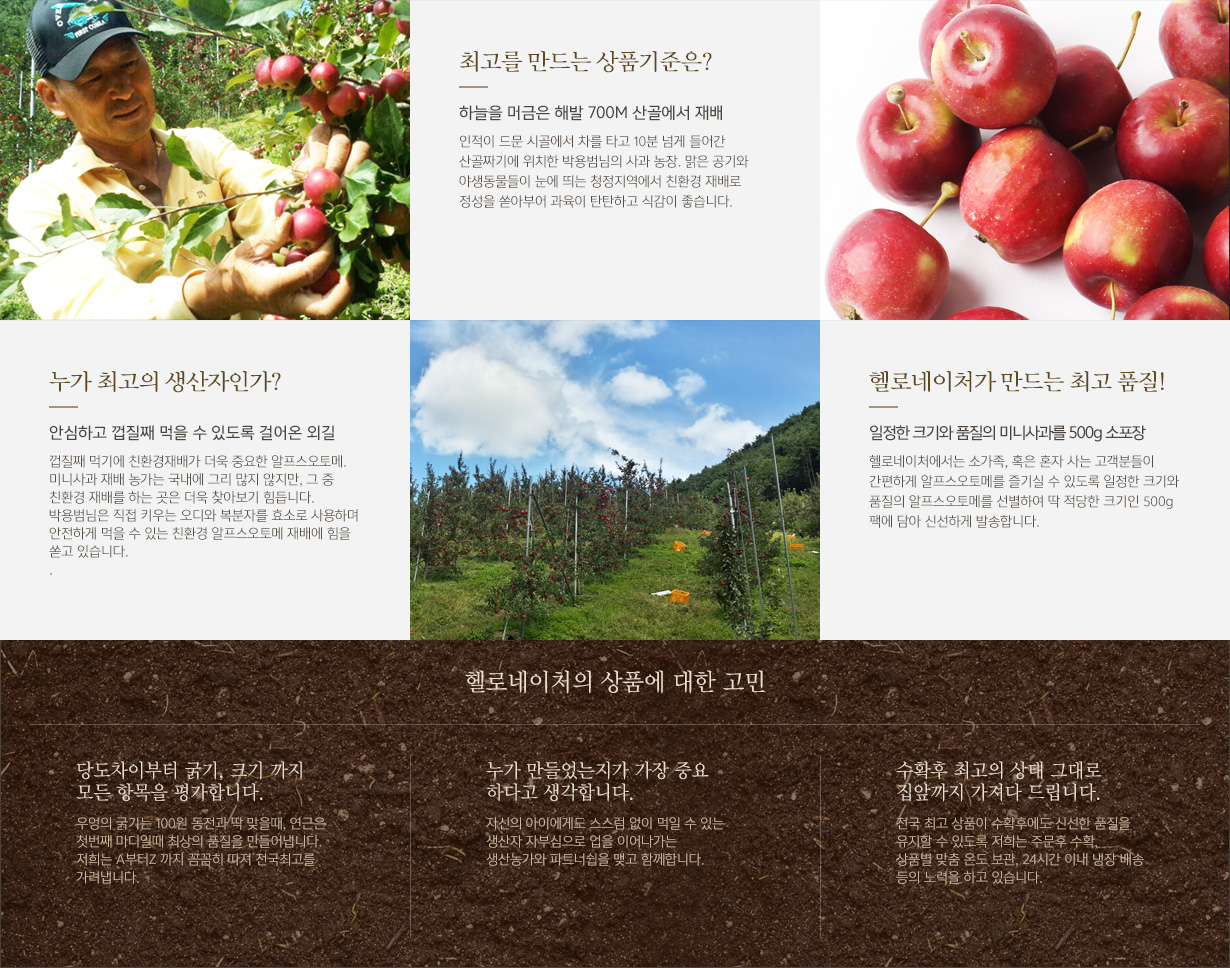 최고를 만드는 상품기준은?
하늘을 머금은 해발 700M 산골에서 재배
인적이 드문 시골에서 차를 타고 10분 넘게 들어간
산골짜기에 위치한 박용범님의 사과 농장. 맑은 공기와
야생동물들이 눈에 띄는 청정지역에서 친환경 재배로
정성을 쏟아부어 과육이 탄탄하고 식감이 좋습니다.
누가 최고의 생산자인가?
안심하고 껍질째 먹을 수 있도록 걸어온 외길
껍질째 먹기에 친환경재배가 더욱 중요한 알프스오토메.
미니사과 재배 농가는 국내에 그리 많지 않지만, 그 중
친환경 재배를 하는 곳은 더욱 찾아보기 힘듭니다.
박용범님은 직접 키우는 오디와 복분자를 효소로 사용하며
안전하게 먹을 수 있는 친환경 알프스오토메 재배에 힘을
쏟고 있습니다.
.
헬로네이처가 만드는 최고 품질!
일정한 크기와 품질의 미니사과를 500g 소포장
헬로네이처에서는 소가족, 혹은 혼자 사는 고객분들이
간편하게 알프스오토메를 즐기실 수 있도록 일정한 크기와
품질의 알프스오토메를 선별하여 딱 적당한 크기인 500g
팩에 담아 신선하게 발송합니다.
헬로네이처의 상품에 대한 고민
당도차이부터 굵기, 크기 까지
모든 항목을 평가합니다.
우엉의 굵기는 100원 동전과 딱 맞을때, 연근은
첫번째 마디일때 최상의 품질을 만들어냅니다.
저희는 A부터Z 까지 꼼꼼히 따져 전국최고를
가려냅니다.
누가 만들었는지가 가장 중요
하다고 생각합니다.
자신의 아이에게도 스스럼 없이 먹일 수 있는
생산자 자부심으로 업을 이어나가는
생산농가와 파트너쉽을 맺고 함께합니다.
수확후 최고의 상태 그대로
집앞까지 가져다 드립니다.
전국 최고 상품이 수확후에도 신선한 품질을
유지할 수 있도록 저희는 주문후 수확,
상품별 맞춤 온도 보관, 24시간 이내 냉장 배송
등의 노력을 하고 있습니다.